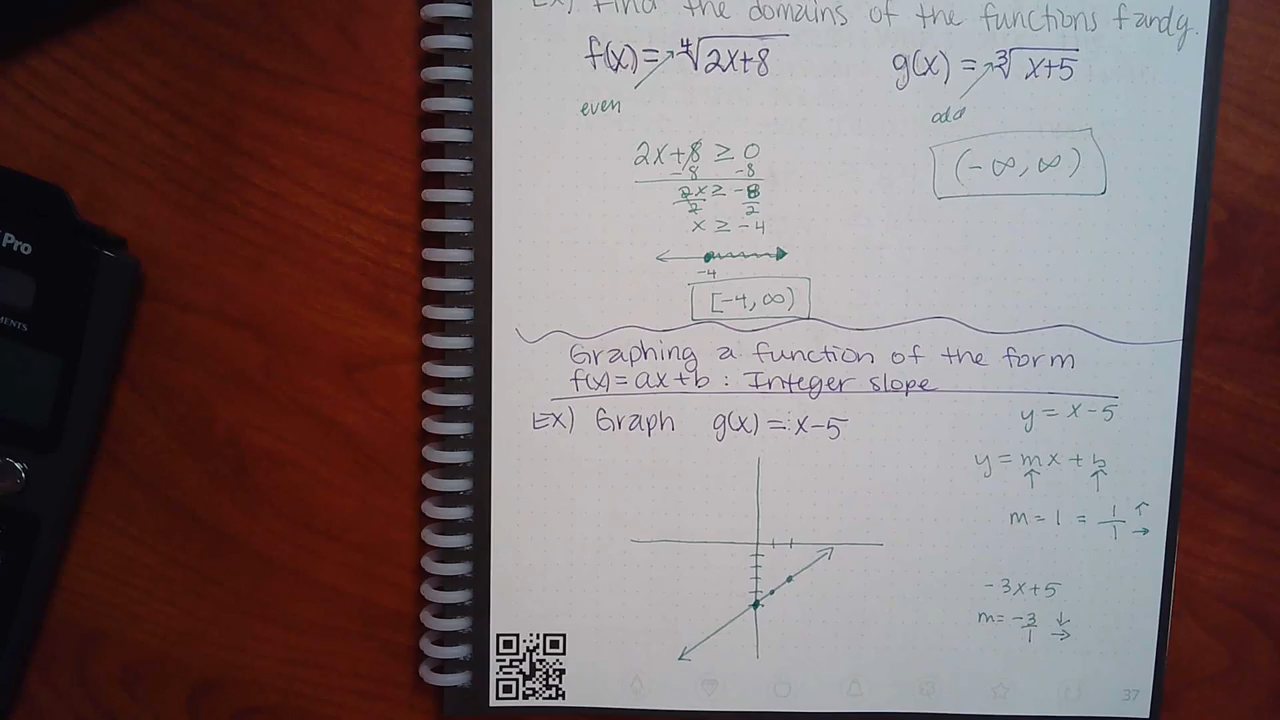 Ex) Find the domains of the functions f and g.
f(x) = ∜(2x+8)
g(x) = ∛(x+5)
even
odd
2x+8 ≥ 0
-8 -8
2x ≥ -8
2 2
x ≥ -4
-4
[-4, ∞)
(-∞, ∞)
Graphing a function of the form
f(x) = ax+b : Integer slope
Ex) Graph g(x) = x-5
y = x-5
y = mx + b
↑ ↑
m = 1 = 1/1 ↑ →
-3x+5
m = -3/1 ↓ →
37
Pro
MENTS